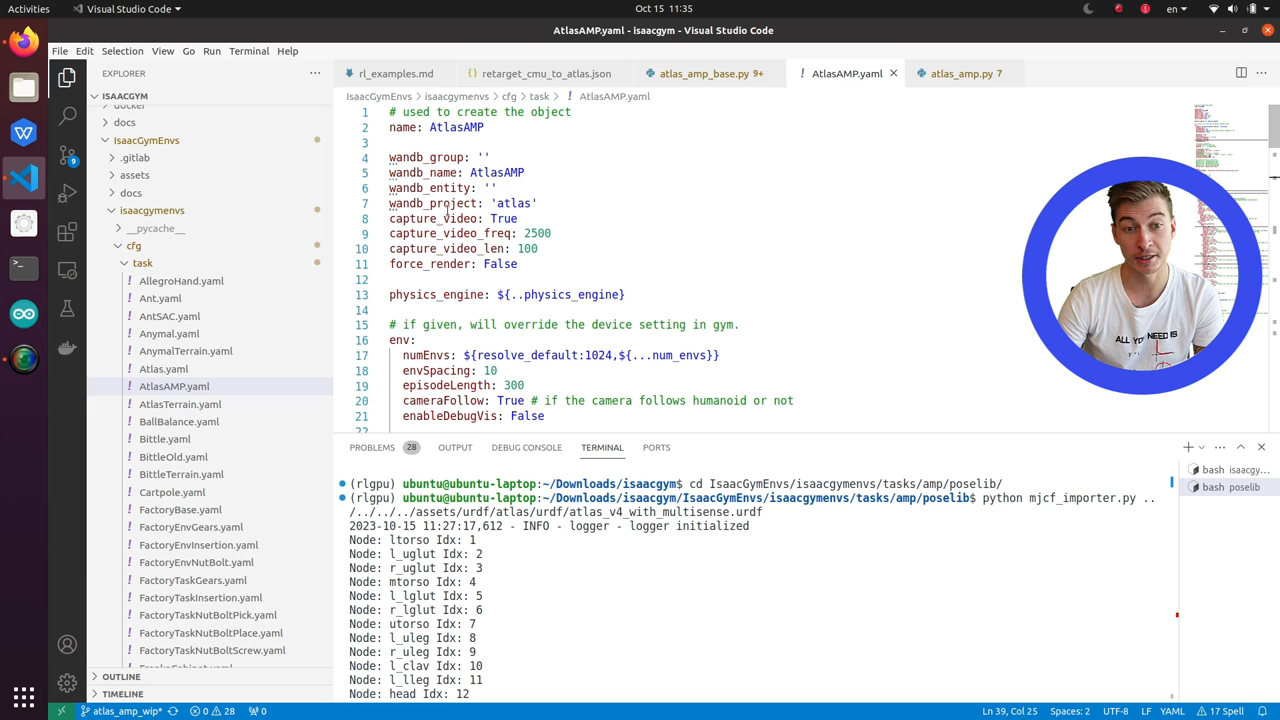 Activities
Visual Studio Code
Oct 15 11:35
en
AtlasAMP.yaml - isaacgym - Visual Studio Code
File Edit Selection View Go Run Terminal Help
EXPLORER
rl_examples.md
retarget_cmu_to_atlas.json
atlas_amp_base.py 9+
AtlasAMP.yaml
atlas_amp.py 7
ISAACGYM
docs
IsaacGymEnvs
.gitlab
assets
docs
isaacgymenvs
__pycache__
cfg
task
AllegroHand.yaml
Ant.yaml
AntSAC.yaml
Anymal.yaml
AnymalTerrain.yaml
Atlas.yaml
AtlasAMP.yaml
AtlasTerrain.yaml
BallBalance.yaml
Bittle.yaml
BittleOld.yaml
BittleTerrain.yaml
Cartpole.yaml
FactoryBase.yaml
FactoryEnvGears.yaml
FactoryEnvInsertion.yaml
FactoryEnvNutBolt.yaml
FactoryTaskGears.yaml
FactoryTaskInsertion.yaml
FactoryTaskNutBoltPick.yaml
FactoryTaskNutBoltPlace.yaml
FactoryTaskNutBoltScrew.yaml
OUTLINE
TIMELINE
9
IsaacGymEnvs > isaacgymenvs > cfg > task > ! AtlasAMP.yaml
1 # used to create the object
2 name: AtlasAMP
3
4 wandb_group: ''
5 wandb_name: AtlasAMP
6 wandb_entity: ''
7 wandb_project: 'atlas'
8 capture_video: True
9 capture_video_freq: 2500
10 capture_video_len: 100
11 force_render: False
12
13 physics_engine: ${..physics_engine}
14
15 # if given, will override the device setting in gym.
16 env:
17 numEnvs: ${resolve_default:1024,${...num_envs}}
18 envSpacing: 10
19 episodeLength: 300
20 cameraFollow: True # if the camera follows humanoid or not
21 enableDebugVis: False
22
ALL YOU NEED IS
PROBLEMS 28 OUTPUT DEBUG CONSOLE TERMINAL PORTS
(rlgpu) ubuntu@ubuntu-laptop:~/Downloads/isaacgym$ cd IsaacGymEnvs/isaacgymenvs/tasks/amp/poselib/
(rlgpu) ubuntu@ubuntu-laptop:~/Downloads/isaacgym/IsaacGymEnvs/isaacgymenvs/tasks/amp/poselib$ python mjcf_importer.py ..
/../../../assets/urdf/atlas/urdf/atlas_v4_with_multisense.urdf
2023-10-15 11:27:17,612 - INFO - logger - logger initialized
Node: ltorso Idx: 1
Node: l_uglut Idx: 2
Node: r_uglut Idx: 3
Node: mtorso Idx: 4
Node: l_lglut Idx: 5
Node: r_lglut Idx: 6
Node: utorso Idx: 7
Node: l_uleg Idx: 8
Node: r_uleg Idx: 9
Node: l_clav Idx: 10
Node: l_lleg Idx: 11
Node: head Idx: 12
bash isaacgy...
bash poselib
atlas_amp_wip*
0 28
0
Ln 39, Col 25
Spaces: 2
UTF-8
LF
YAML
17 Spell